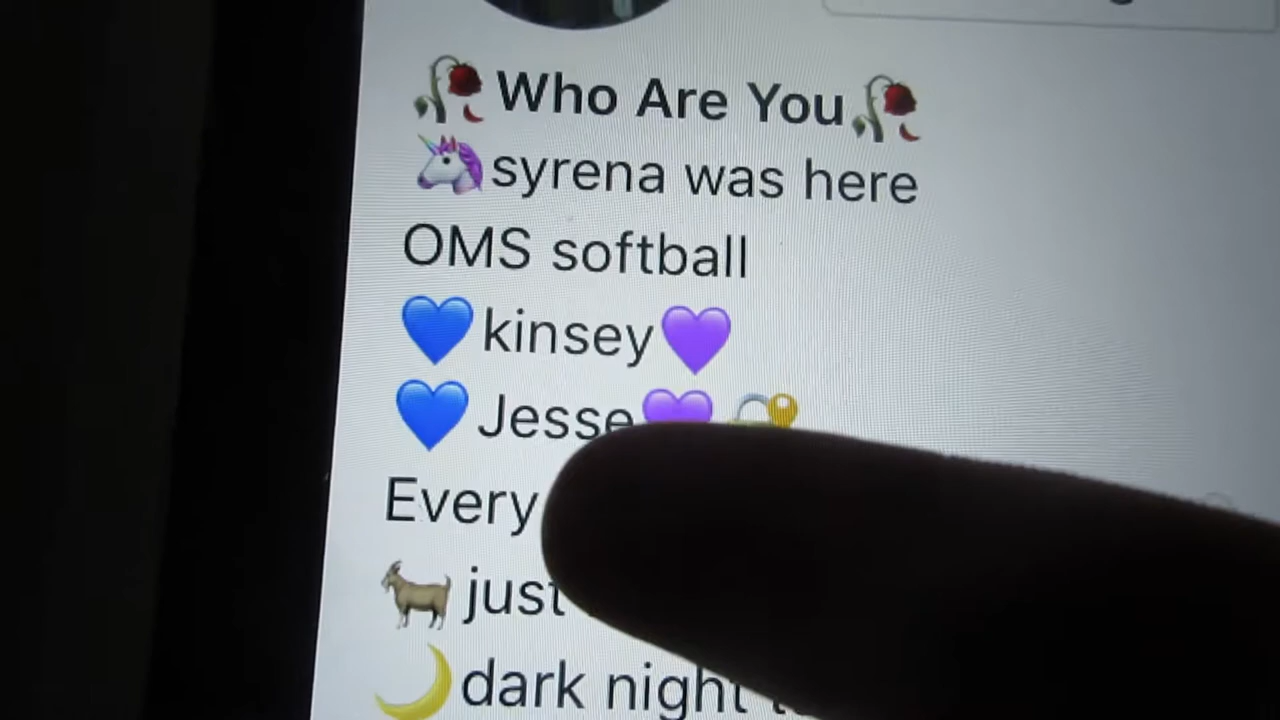 🥀Who Are You🥀
🦄syrena was here
OMS softball
💙kinsey💜
💙Jesse💜🔐
Every
🐐just
🌙dark night